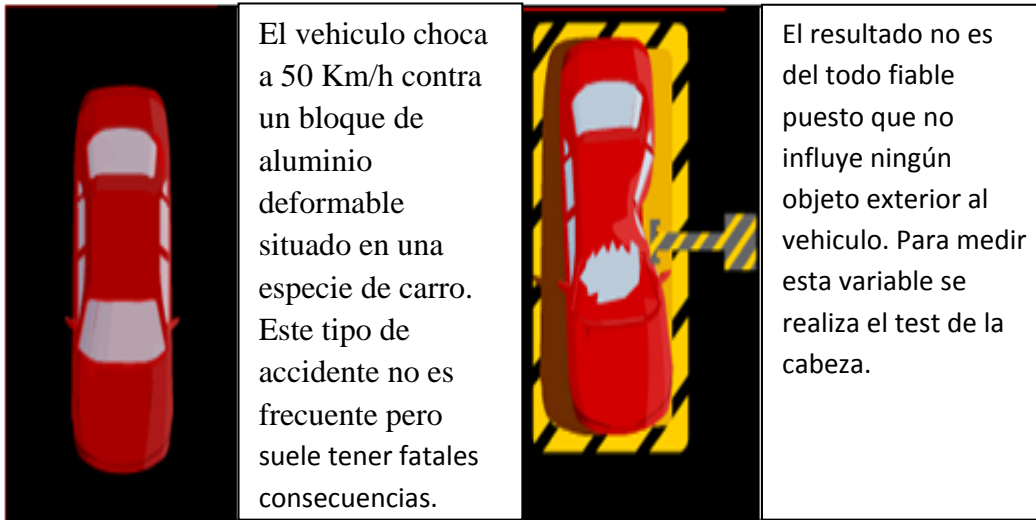 El vehiculo choca
a 50 Km/h contra
un bloque de
aluminio
deformable
situado en una
especie de carro.
Este tipo de
accidente no es
frecuente pero
suele tener fatales
consecuencias.
El resultado no es
del todo fiable
puesto que no
influye ningún
objeto exterior al
vehiculo. Para medir
esta variable se
realiza el test de la
cabeza.